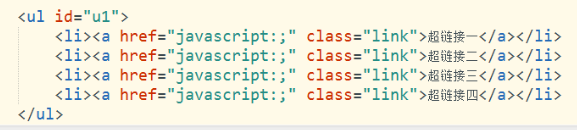 <ul id="u1">
<li><a href="javascript:;" class="link">超链接一</a></li>
<li><a href="javascript:;" class="link">超链接二</a></li>
<li><a href="javascript:;" class="link">超链接三</a></li>
<li><a href="javascript:;" class="link">超链接四</a></li>
</ul>